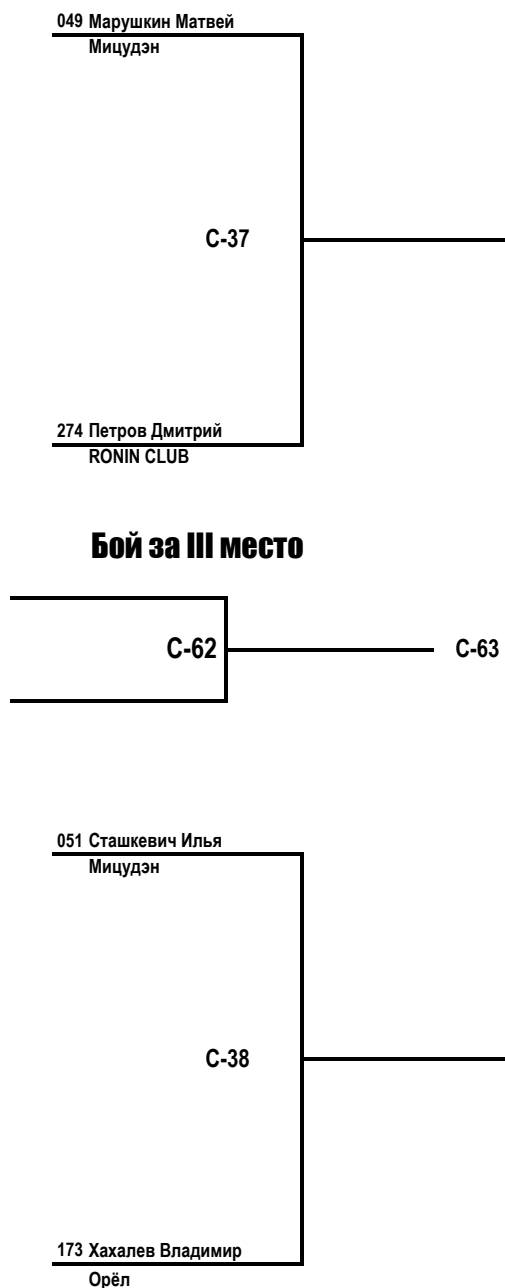 049 Марушкин Матвей
Мицудэн
C-37
274 Петров Дмитрий
RONIN CLUB
Бой за III место
C-62
C-63
051 Сташкевич Илья
Мицудэн
C-38
173 Хахалев Владимир
Орёл